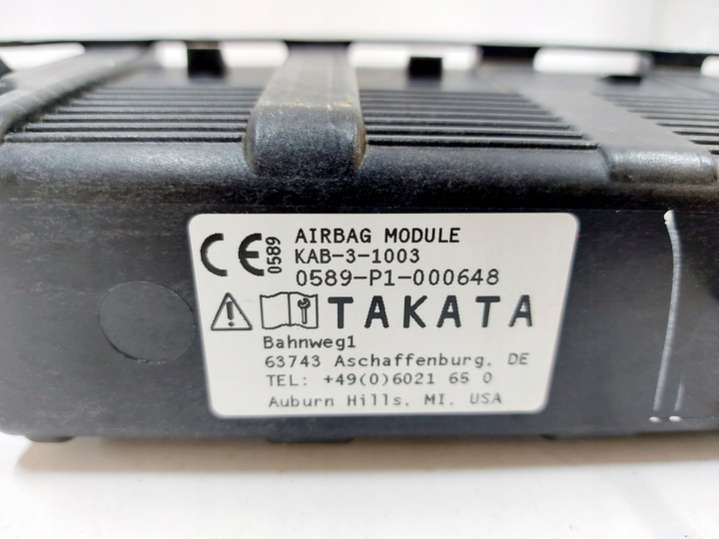 CE 0589 AIRBAG MODULE
KAB-3-1003
0589-P1-000648
TAKATA
Bahnweg1
63743 Aschaffenburg. DE
TEL: +49(0)6021 65 0
Auburn Hills, MI. USA